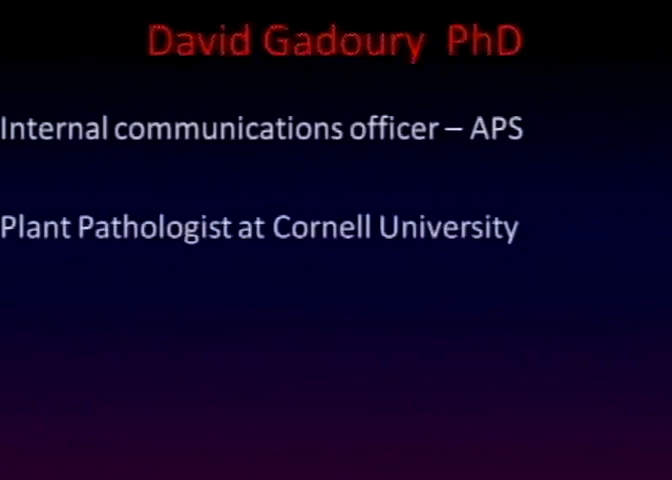 David Gadoury PhD
Internal communications officer – APS
Plant Pathologist at Cornell University